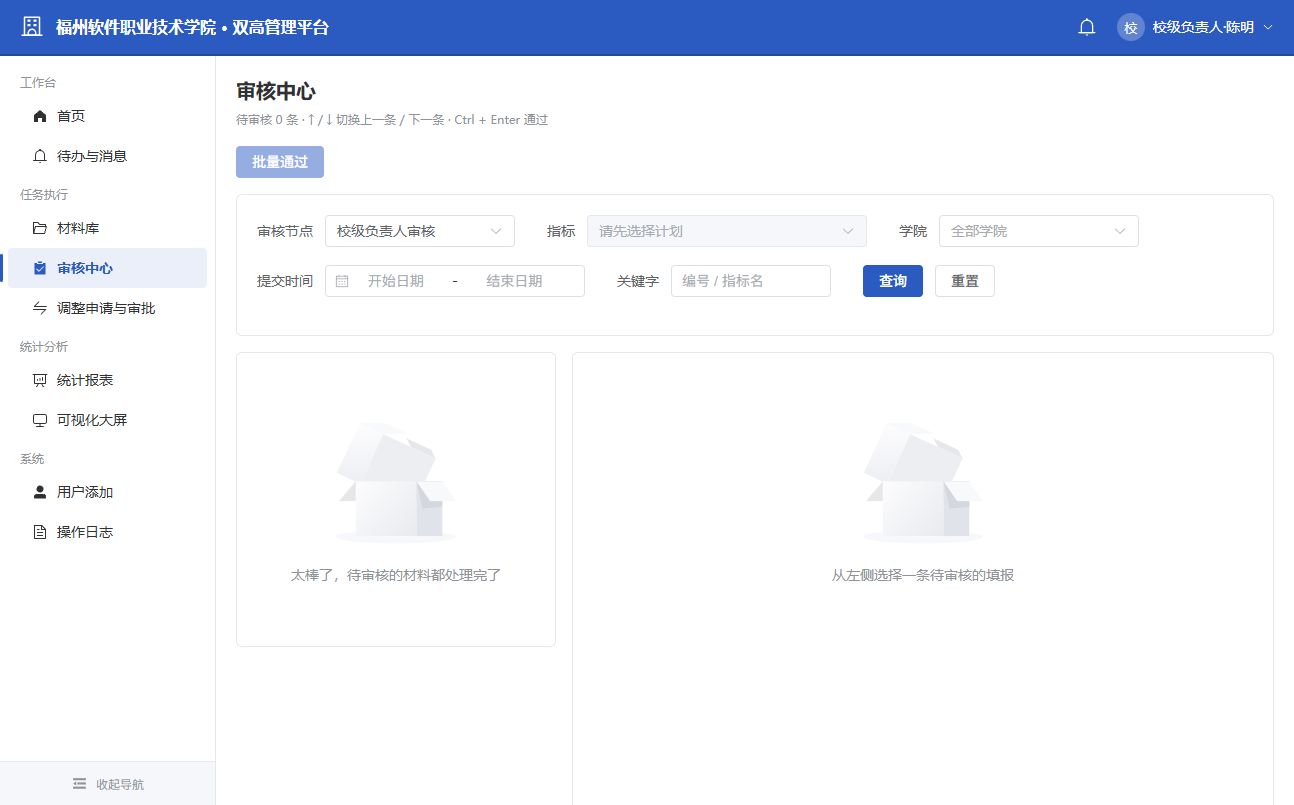 福州软件职业技术学院 • 双高管理平台
校 校级负责人·陈明
工作台
首页
待办与消息
任务执行
材料库
审核中心
调整申请与审批
统计分析
统计报表
可视化大屏
系统
用户添加
操作日志
收起导航
审核中心
待审核 0 条 · ↑ / ↓ 切换上一条 / 下一条 · Ctrl + Enter 通过
批量通过
审核节点 校级负责人审核 指标 请先选择计划 学院 全部学院
提交时间 开始日期 - 结束日期 关键字 编号 / 指标名 查询 重置
太棒了，待审核的材料都处理完了
从左侧选择一条待审核的填报